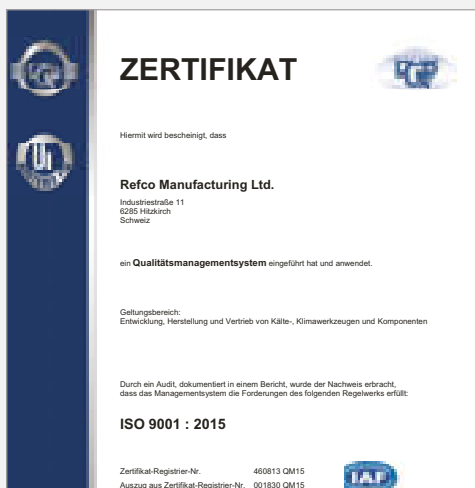 ZERTIFIKAT
Hiermit wird bescheinigt, dass
Refco Manufacturing Ltd.
Industriestraße 11
6285 Hitzkirch
Schweiz
ein Qualitätsmanagementsystem eingeführt hat und anwendet.
Geltungsbereich:
Entwicklung, Herstellung und Vertrieb von Kälte-, Klimawerkzeugen und Komponenten
Durch ein Audit, dokumentiert in einem Bericht, wurde der Nachweis erbracht,
dass das Managementsystem die Forderungen des folgenden Regelwerks erfüllt:
ISO 9001 : 2015
Zertifikat-Registrier-Nr. 460813 QM15
Auszug aus Zertifikat-Registrier-Nr. 001830 QM15
IAF